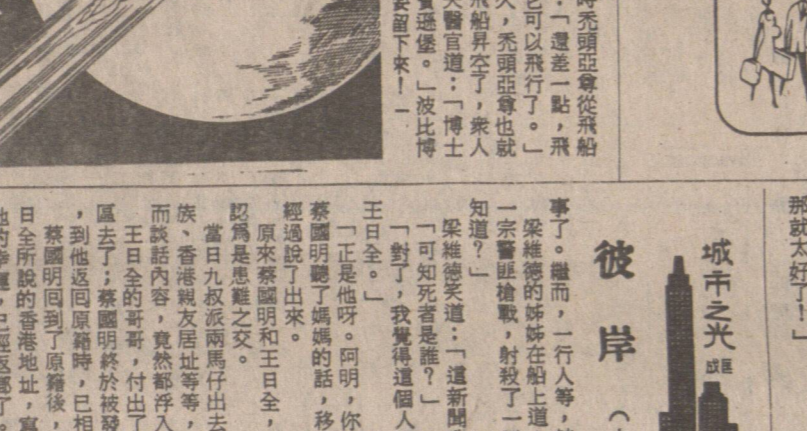 時禿頭亞尊從飛船
:「還差一點,飛
它可以飛行了。」
久,禿頭亞尊也就
飛船昇空了,衆人
大醫官道:「博士
賓遜堡。」波比博
留下來!—
那就太好了!」
城市之光
匯成
彼岸
事了。繼而,一行人等,
梁維德的姊姊在船上道
一宗警匪槍戰,射殺了一
知道?」
梁維德笑道:「這新聞
「可知死者是誰?」
「對了,我覺得這個人
王日全。」
「正是他呀。阿明,你
蔡國明聽了媽媽的話,移
經過說了出來。
原來蔡國明和王日全,
認爲是患難之交。
當日九叔派兩馬仔出去
族、香港親友居址等等,
而談話內容,竟然都浮入
王日全的哥哥,付出了
區去了;蔡國明終於被發
,到他返回原籍時,已相
蔡國明回到了原籍後,
日全所說的香港地址,寫